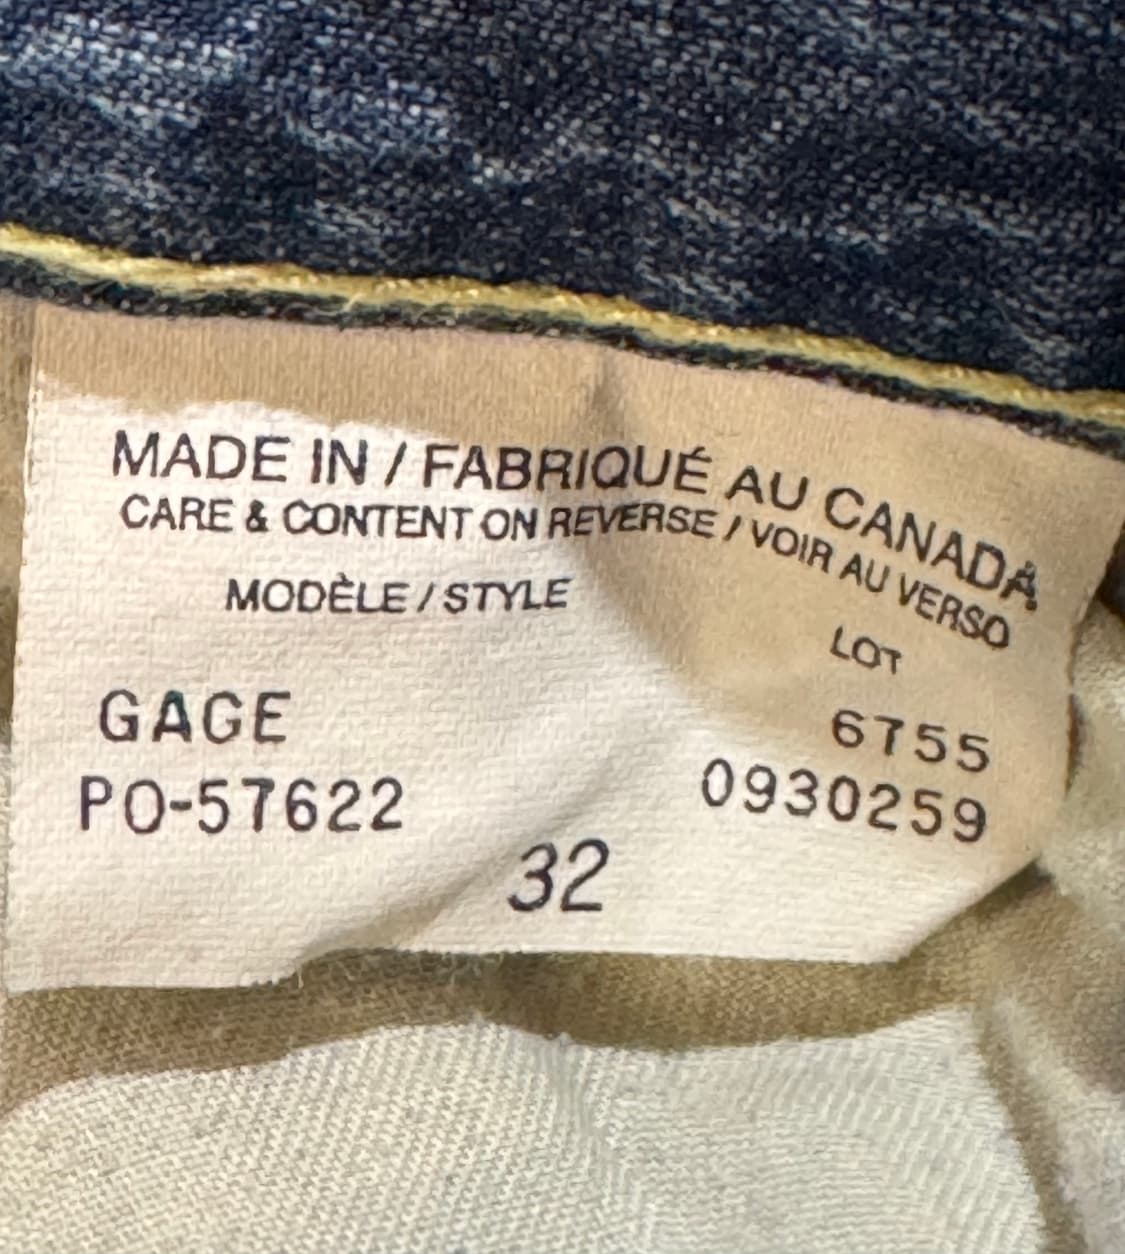 MADE IN / FABRIQUÉ AU CANADA
CARE & CONTENT ON REVERSE / VOIR AU VERSO
MODÈLE / STYLE LOT
GAGE 6755
PO-57622 0930259
32